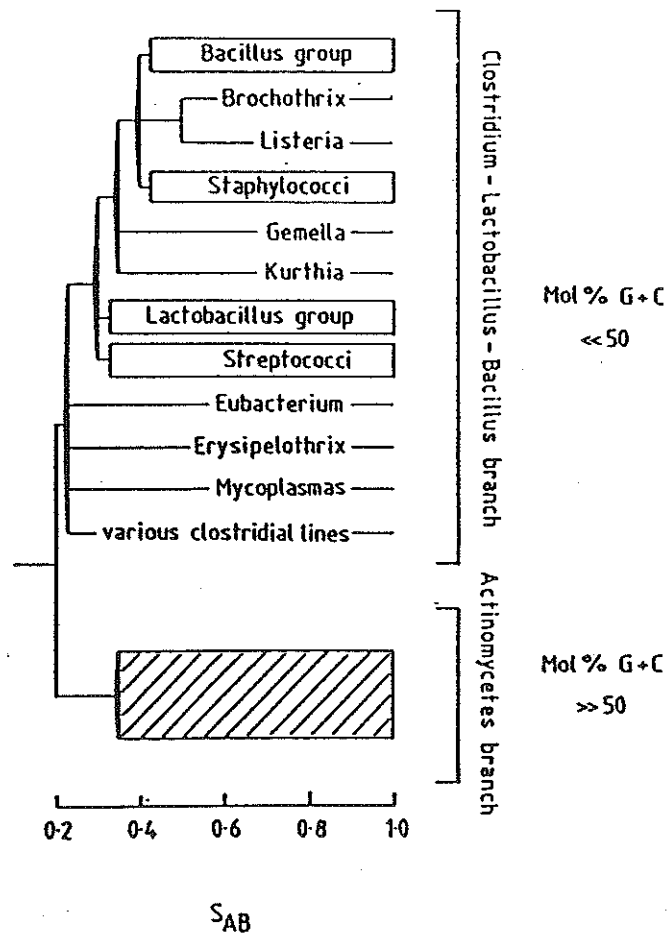 Bacillus group
Brochothrix
Listeria
Staphylococci
Gemella
Kurthia
Lactobacillus group
Streptococci
Eubacterium
Erysipelothrix
Mycoplasmas
various clostridial lines
Clostridium - Lactobacillus - Bacillus branch
Mol % G + C
<< 50
Actinomycetes branch
Mol % G + C
>> 50
0·2 0·4 0·6 0·8 1·0
SAB